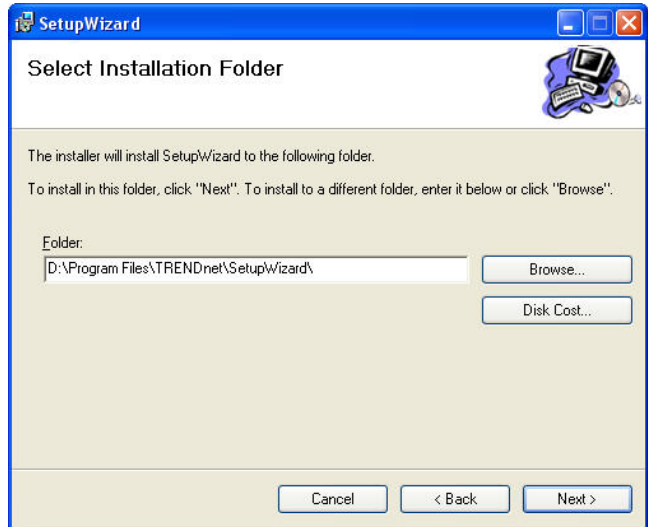 SetupWizard
Select Installation Folder
The installer will install SetupWizard to the following folder.
To install in this folder, click "Next". To install to a different folder, enter it below or click "Browse".
Folder:
D:\Program Files\TRENDnet\SetupWizard\
Browse...
Disk Cost...
Cancel
< Back
Next >